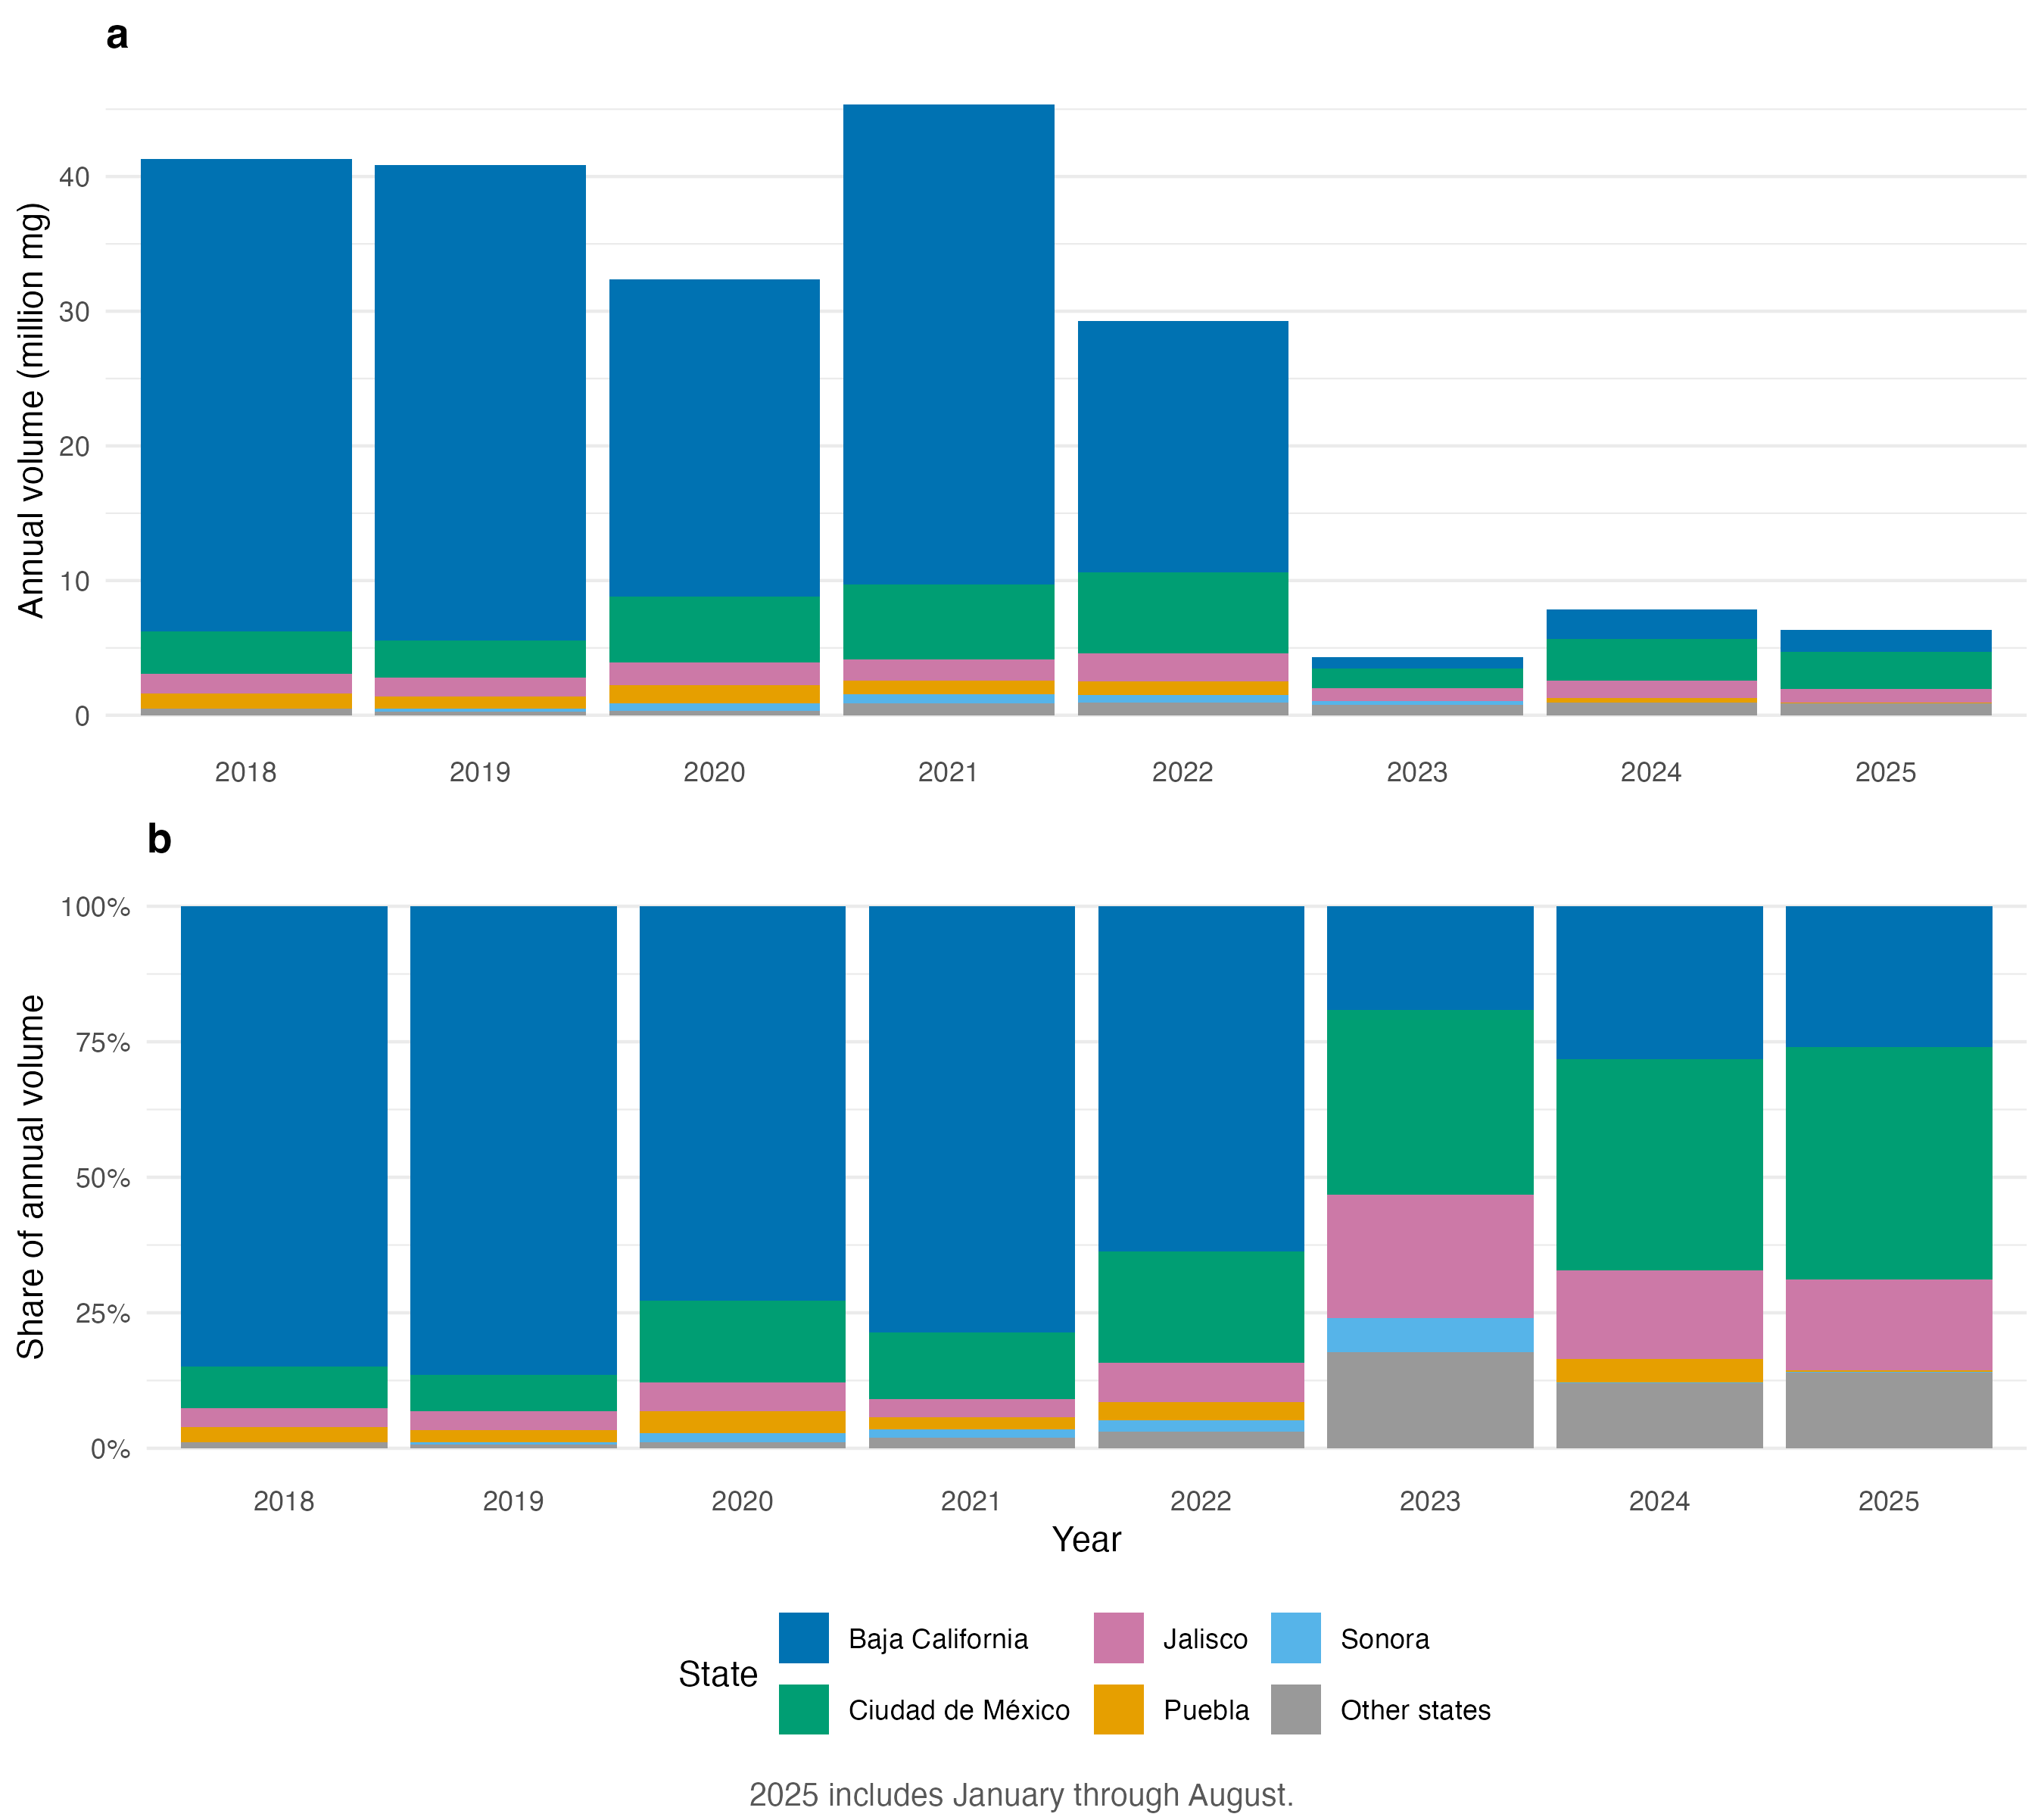 a
Annual volume (million mg)
40
30
20
10
0
2018 2019 2020 2021 2022 2023 2024 2025
b
Share of annual volume
100%
75%
50%
25%
0%
2018 2019 2020 2021 2022 2023 2024 2025
Year
State
Baja California Jalisco Sonora
Ciudad de México Puebla Other states
2025 includes January through August.